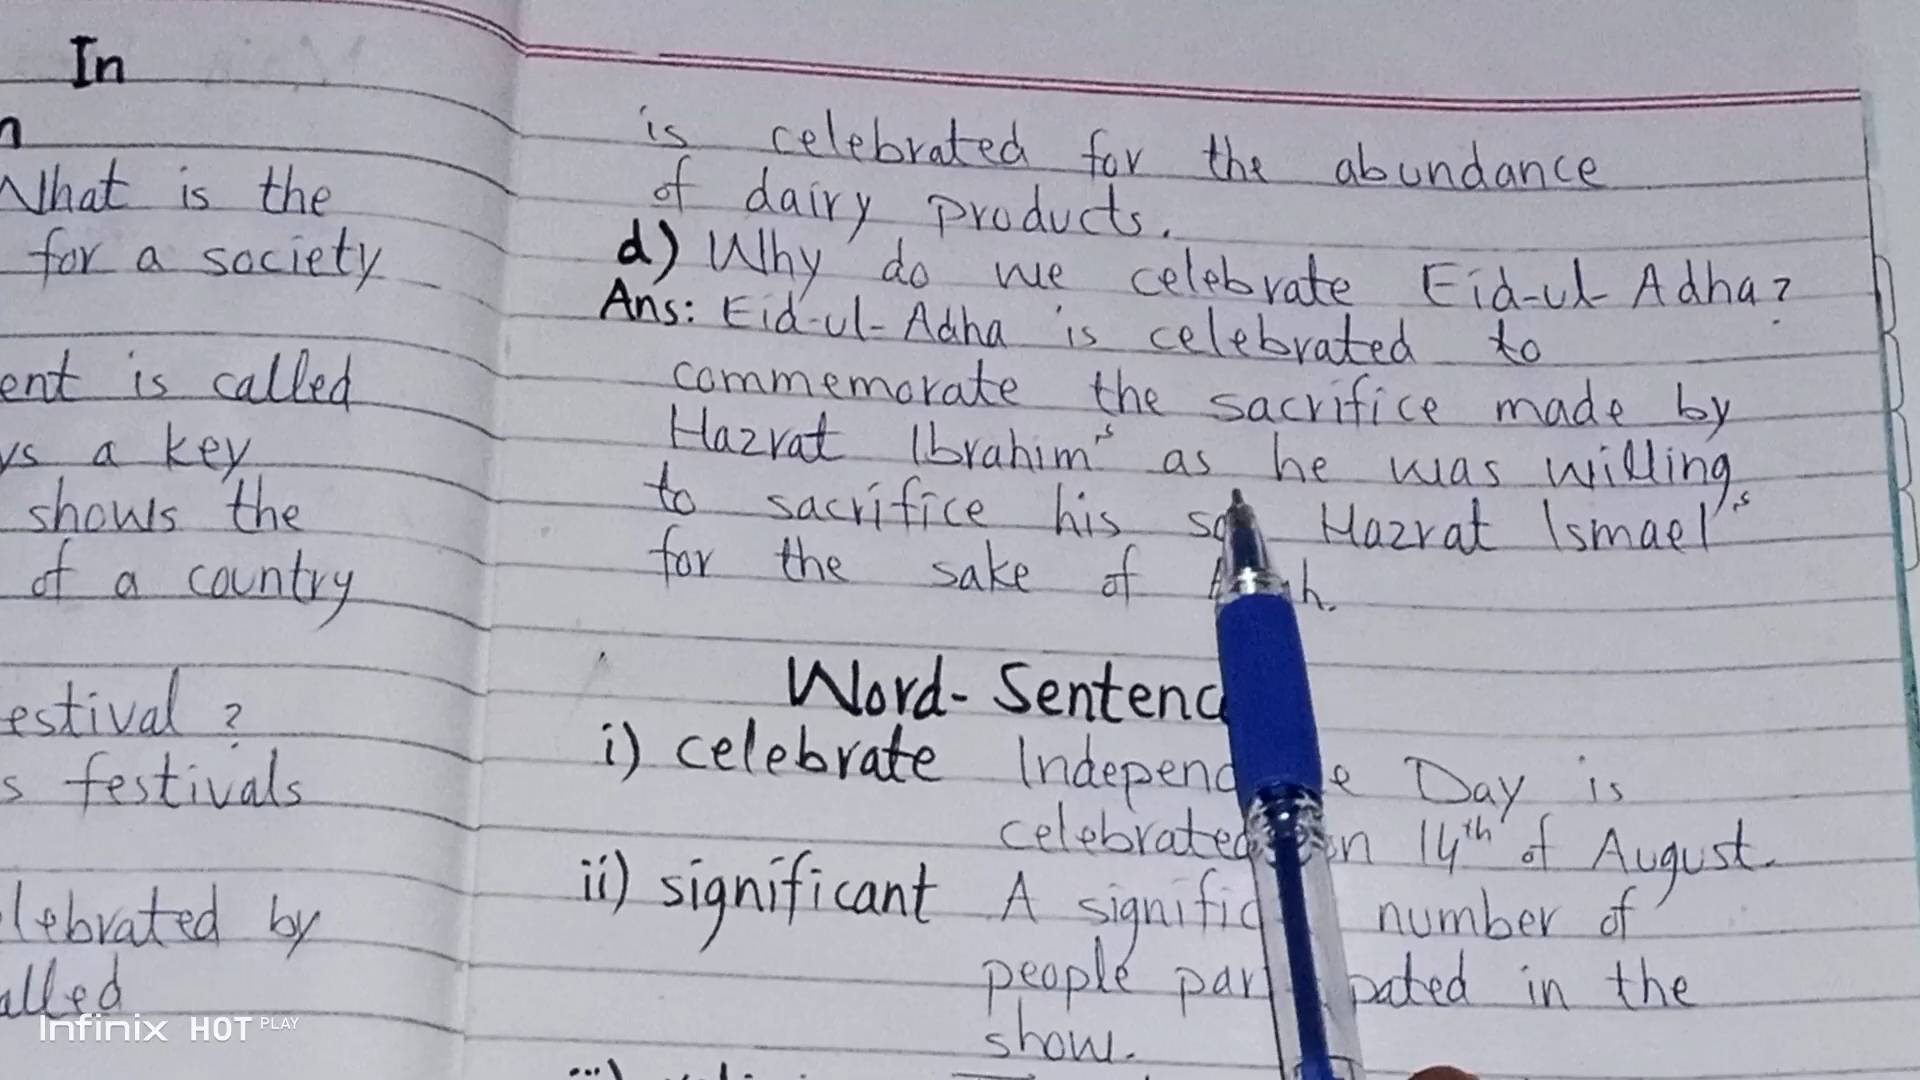 In
What is the
for a society
ent is called
ys a key
shows the
of a country
estival ?
s festivals
lebrated by
alled
is celebrated for the abundance
of dairy products.
d) Why do we celebrate Eid-ul-Adha?
Ans: Eid-ul-Adha is celebrated to
commemorate the sacrifice made by
Hazrat Ibrahim's as he was willing
to sacrifice his Hazrat Ismael's
for the sake of
Word-Sentenc
i) celebrate Independ e Day is
celebrated on 14th of August.
ii) significant A signific number of
people par pated in the
show.
Infinix HOT PLAY